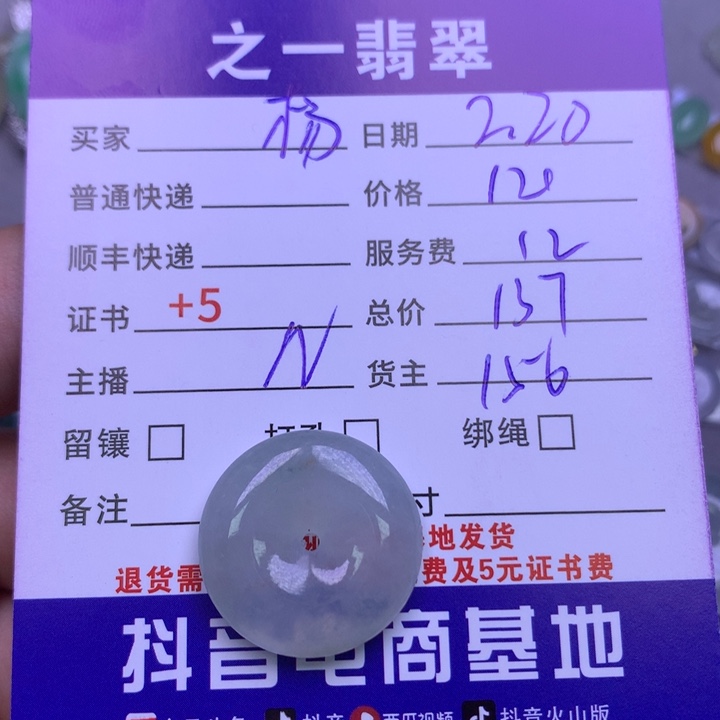 之一翡翠
买家 杨 日期 2.20
普通快递 价格 120
顺丰快递 服务费 12
证书 +5 总价 137
主播 N 货主 156
留镶 打孔 绑绳
备注 寸
地发货
退货需 费及5元证书费
抖音电商基地
抖音 西瓜视频 抖音火山版